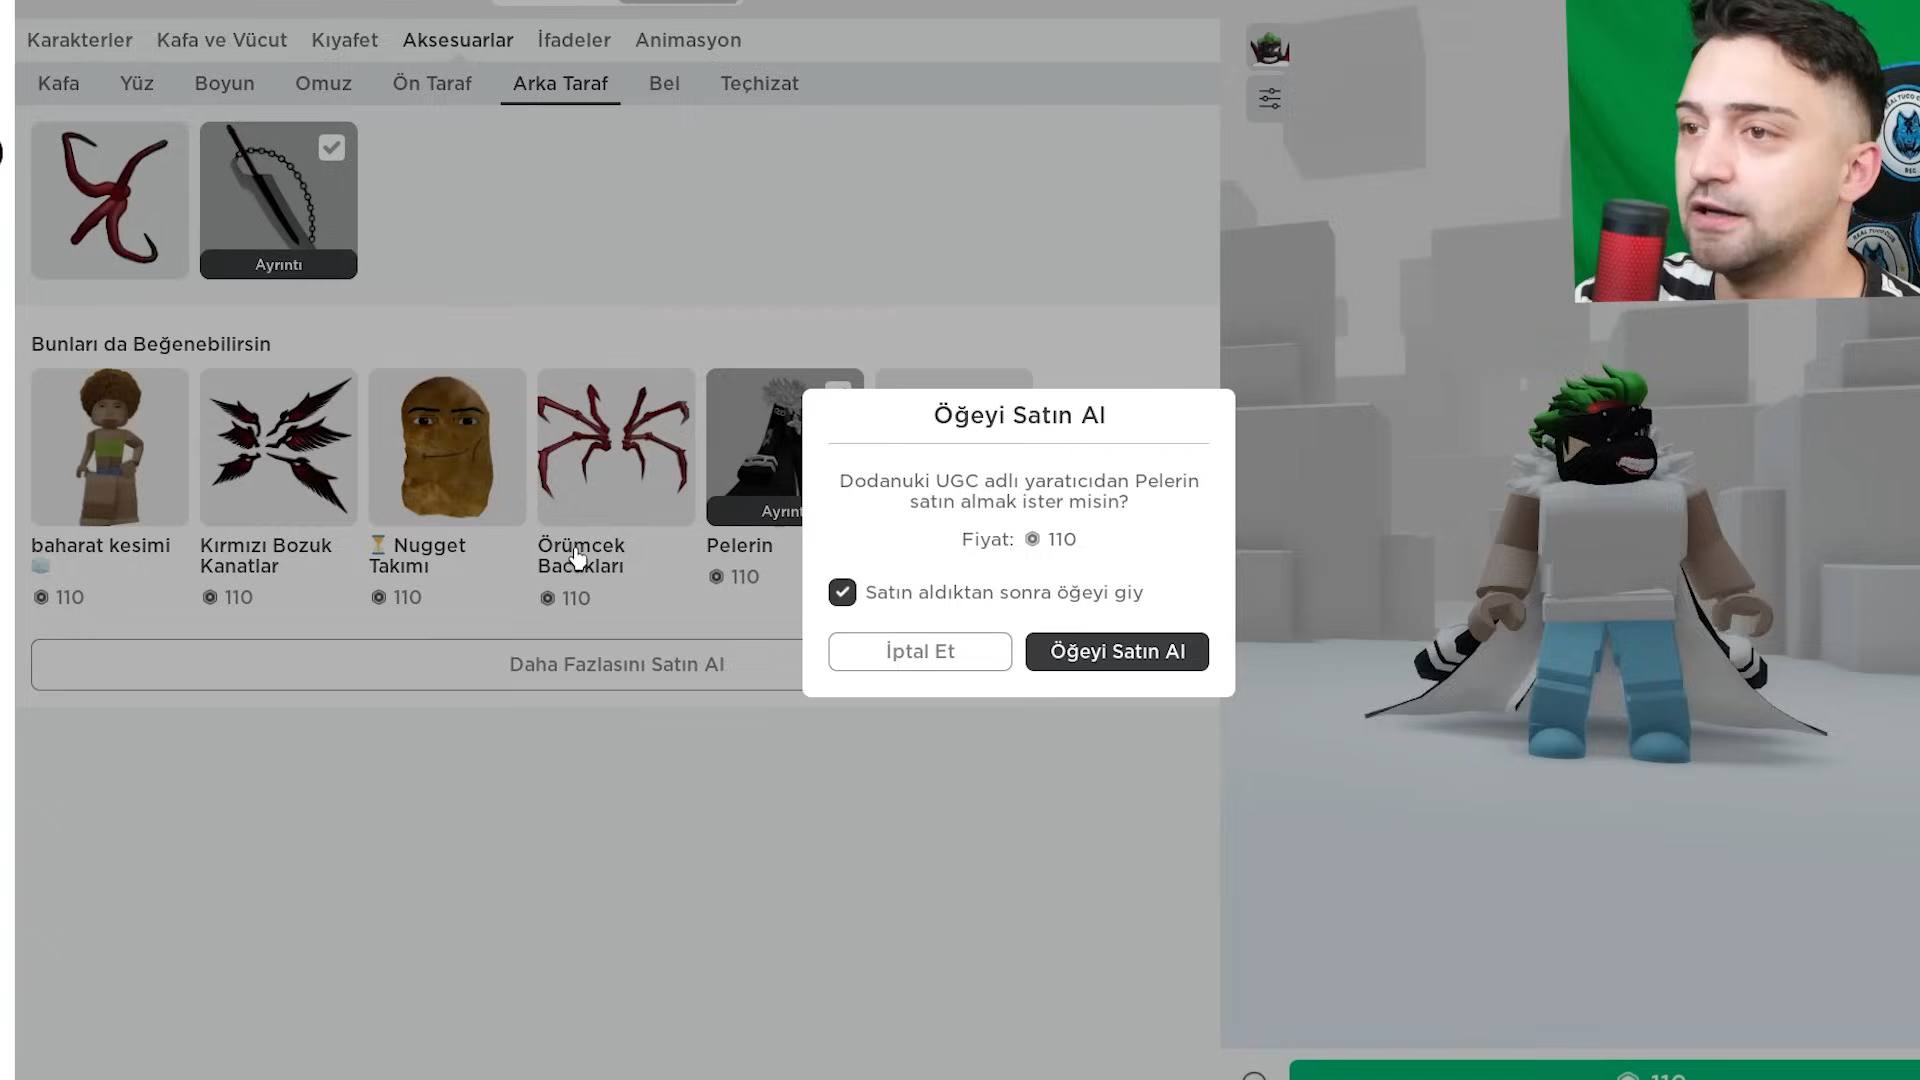 Karakterler Kafa ve Vücut Kıyafet Aksesuarlar İfadeler Animasyon
Kafa Yüz Boyun Omuz Ön Taraf Arka Taraf Bel Teçhizat
Ayrıntı
Bunları da Beğenebilirsin
baharat kesimi
110
Kırmızı Bozuk
Kanatlar
110
Nugget
Takımı
110
Örümcek
Bacakları
110
Pelerin
110
Daha Fazlasını Satın Al
Öğeyi Satın Al
Dodanuki UGC adlı yaratıcıdan Pelerin
satın almak ister misin?
Fiyat: 110
Satın aldıktan sonra öğeyi giy
İptal Et Öğeyi Satın Al